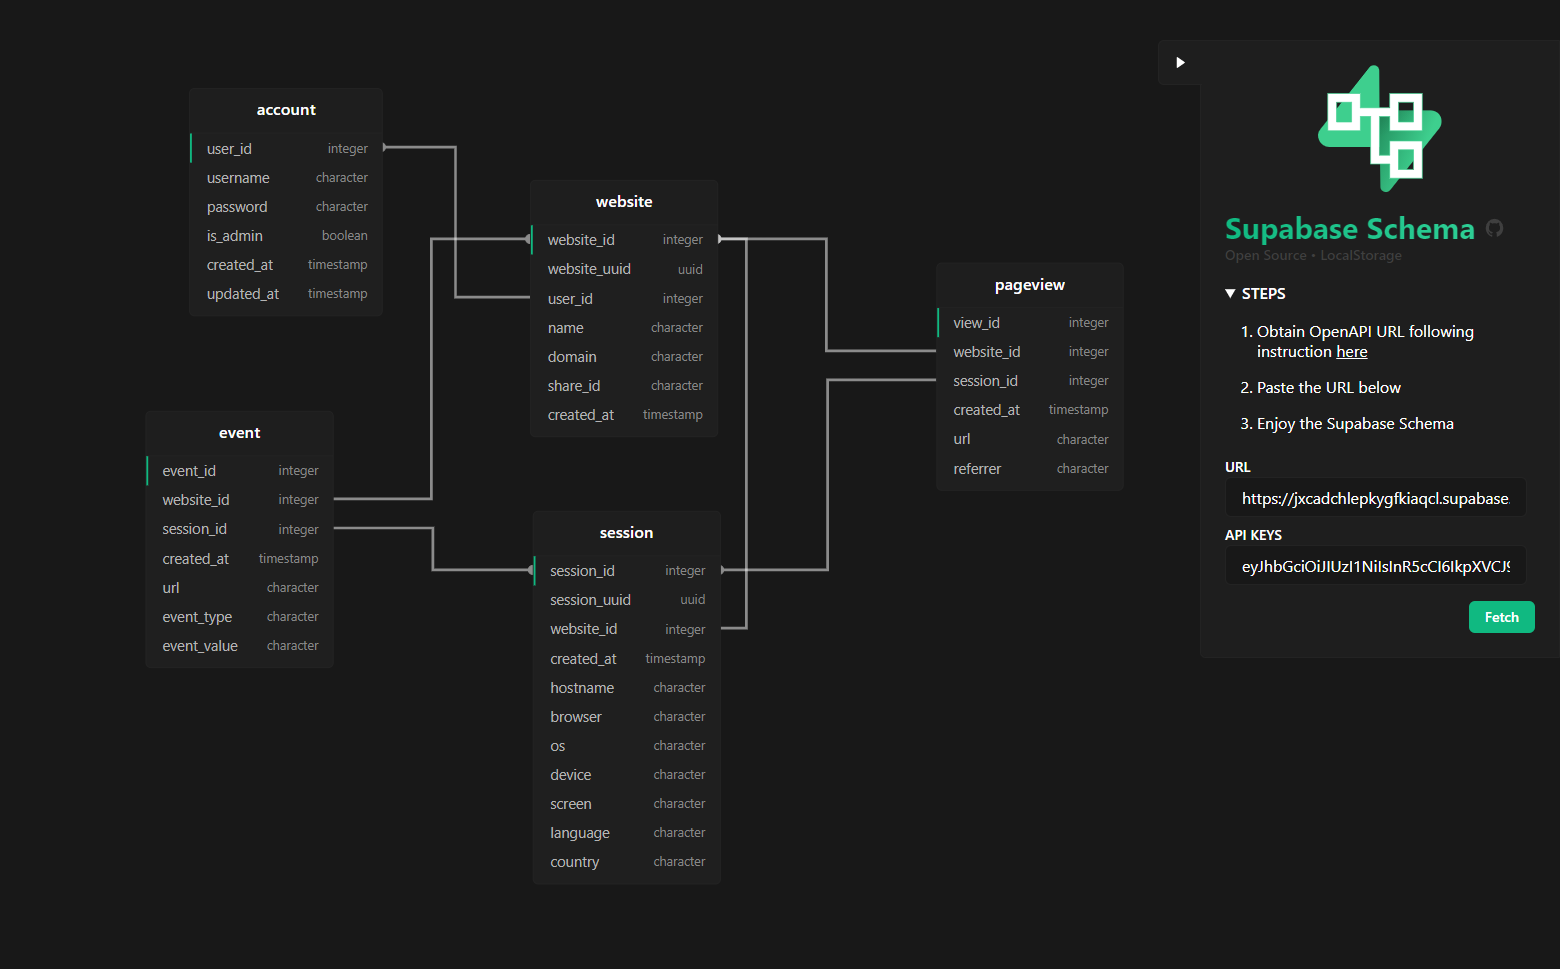 account
user_id integer
username character
password character
is_admin boolean
created_at timestamp
updated_at timestamp
event
event_id integer
website_id integer
session_id integer
created_at timestamp
url character
event_type character
event_value character
website
website_id integer
website_uuid uuid
user_id integer
name character
domain character
share_id character
created_at timestamp
session
session_id integer
session_uuid uuid
website_id integer
created_at timestamp
hostname character
browser character
os character
device character
screen character
language character
country character
pageview
view_id integer
website_id integer
session_id integer
created_at timestamp
url character
referrer character
Supabase Schema
Open Source • LocalStorage
▼ STEPS
1. Obtain OpenAPI URL following
instruction here
2. Paste the URL below
3. Enjoy the Supabase Schema
URL
https://jxcadchlepkygfkiaqcl.supabase.
API KEYS
eyJhbGciOiJIUzI1NiIsInR5cCI6IkpXVCJ9
Fetch